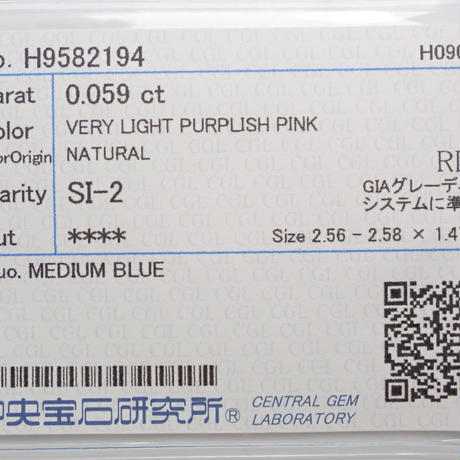 o. H9582194 H090
arat 0.059 ct
olor VERY LIGHT PURPLISH PINK
orOrigin NATURAL
arity SI-2
GIAグレーデ
システムに準
ut ****
Size 2.56 - 2.58 × 1.4
uo. MEDIUM BLUE
央宝石研究所® CENTRAL GEM
LABORATORY